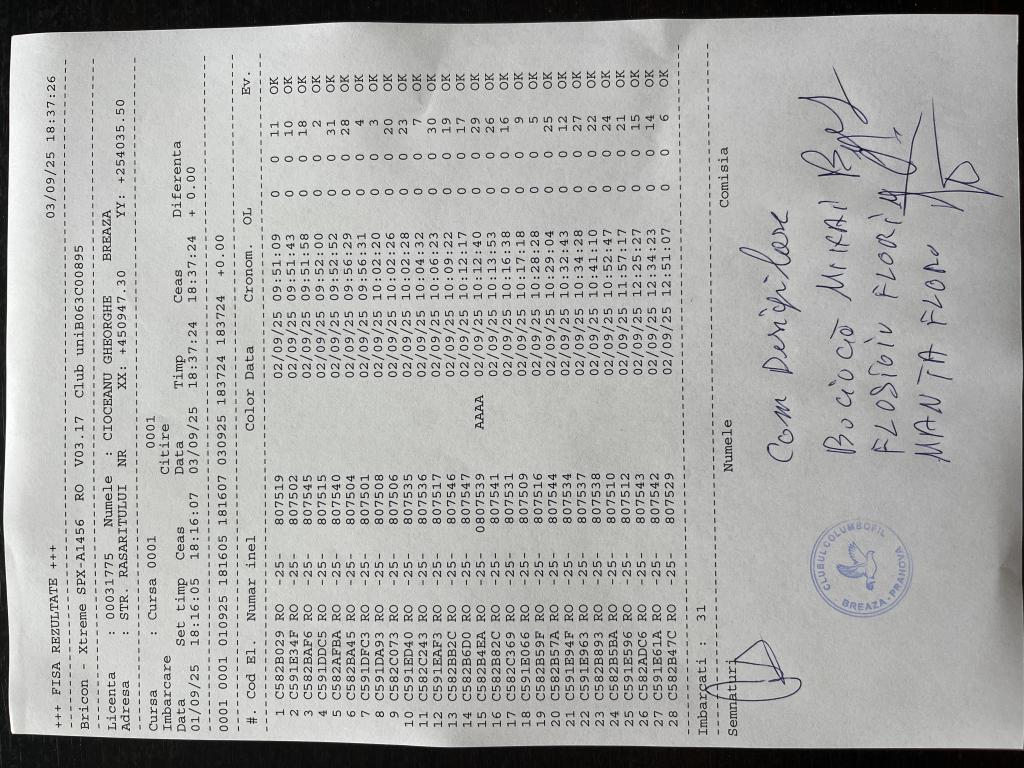 +++ FISA REZULTATE +++ 03/09/25 18:37:26
Bricon - Xtreme SPX-A1456 RO V03.17 Club uniB063C00895
Licenta : 00031775 Numele : CIOCEANU GHEORGHE BREAZA
Adresa : STR. RASARITULUI NR XX: +450947.30 YY: +254035.50
Cursa : Cursa 0001 0001
Imbarcare Citire
Data Set timp Ceas Data Timp Ceas Diferenta
01/09/25 18:16:05 18:16:07 03/09/25 18:37:24 18:37:24 + 0.00
0001 0001 010925 181605 181607 030925 183724 183724 +0.00
#. Cod El. Numar inel Color Data Cronom. OL Ev.
1 C582B029 RO -25- 807519 02/09/25 09:51:09 0 0 11 OK
2 C591E34F RO -25- 807502 02/09/25 09:51:43 0 0 10 OK
3 C582BAF6 RO -25- 807545 02/09/25 09:51:58 0 0 18 OK
4 C591DDC5 RO -25- 807515 02/09/25 09:52:00 0 0 2 OK
5 C582AFBA RO -25- 807540 02/09/25 09:52:52 0 0 31 OK
6 C582BA45 RO -25- 807504 02/09/25 09:56:29 0 0 28 OK
7 C591DFC3 RO -25- 807501 02/09/25 09:56:31 0 0 4 OK
8 C591DA93 RO -25- 807508 02/09/25 10:02:20 0 0 3 OK
9 C582C073 RO -25- 807506 02/09/25 10:02:26 0 0 20 OK
10 C591ED40 RO -25- 807535 02/09/25 10:02:28 0 0 23 OK
11 C582C243 RO -25- 807536 02/09/25 10:04:32 0 0 7 OK
12 C591EAF3 RO -25- 807517 02/09/25 10:06:23 0 0 30 OK
13 C582BB2C RO -25- 807546 02/09/25 10:09:22 0 0 19 OK
14 C582B6D0 RO -25- 807547 02/09/25 10:12:17 0 0 17 OK
15 C582B4EA RO -25- 0807539 AAAA 02/09/25 10:12:40 0 0 29 OK
16 C582B82C RO -25- 807541 02/09/25 10:13:53 0 0 26 OK
17 C582C369 RO -25- 807531 02/09/25 10:16:38 0 0 16 OK
18 C591E066 RO -25- 807509 02/09/25 10:17:18 0 0 9 OK
19 C582B59F RO -25- 807516 02/09/25 10:28:28 0 0 5 OK
20 C582B57A RO -25- 807544 02/09/25 10:29:04 0 0 25 OK
21 C591E94F RO -25- 807534 02/09/25 10:32:43 0 0 12 OK
22 C591E963 RO -25- 807537 02/09/25 10:34:28 0 0 27 OK
23 C582B893 RO -25- 807538 02/09/25 10:41:10 0 0 22 OK
24 C582B5BA RO -25- 807510 02/09/25 10:52:47 0 0 24 OK
25 C591E596 RO -25- 807512 02/09/25 11:57:17 0 0 21 OK
26 C582ADC6 RO -25- 807543 02/09/25 12:25:27 0 0 15 OK
27 C591E61A RO -25- 807542 02/09/25 12:34:23 0 0 14 OK
28 C582B47C RO -25- 807529 02/09/25 12:51:07 0 0 6 OK
Imbarcati : 31
Semnaturi Numele Comisia
Com
BOCIOCIO MIHAI
FLORIN
MANTA FLORIN
CLUBUL COLUMBOFIL
BREAZA-PRAHOVA